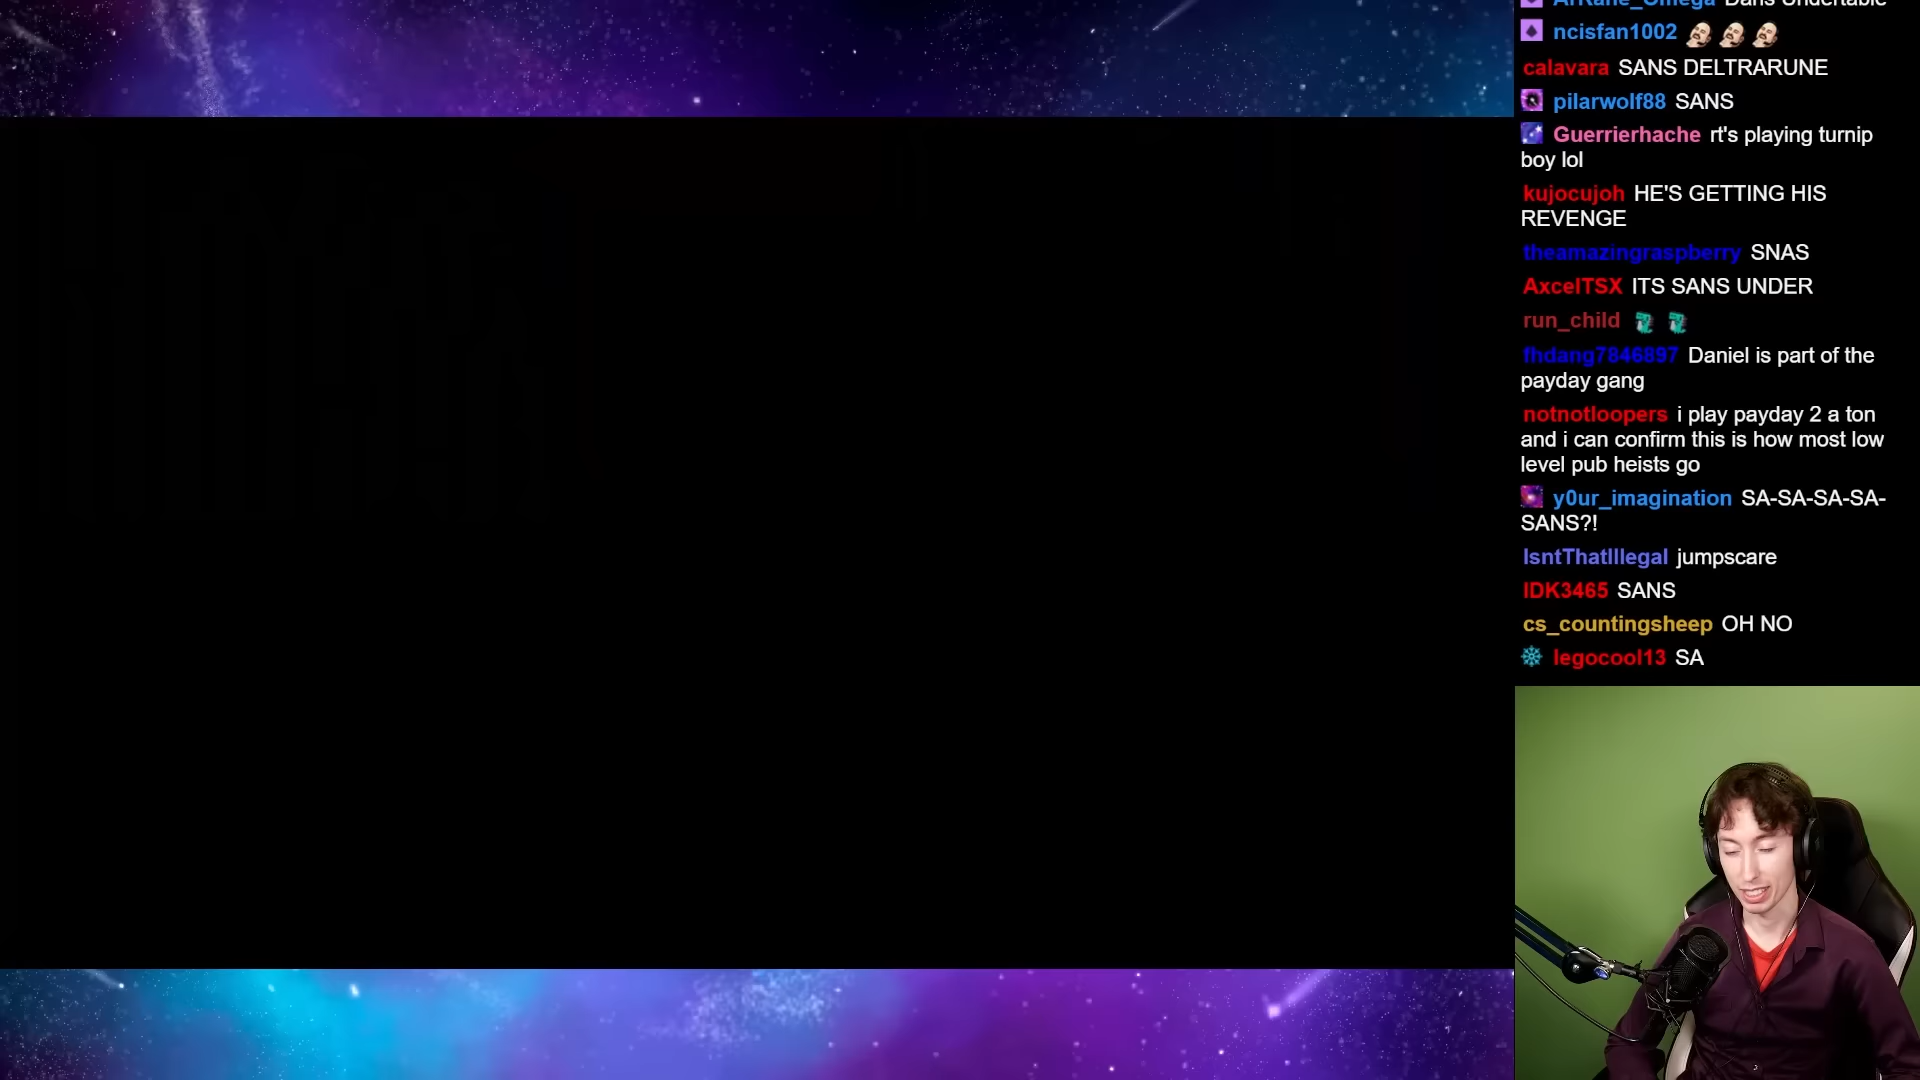 ArKane_Omega Dans Undertable
ncisfan1002
calavara SANS DELTRARUNE
pilarwolf88 SANS
Guerrierhache rt's playing turnip
boy lol
kujocujoh HE'S GETTING HIS
REVENGE
theamazingraspberry SNAS
AxcelTSX ITS SANS UNDER
run_child
fhdang7846897 Daniel is part of the
payday gang
notnotloopers i play payday 2 a ton
and i can confirm this is how most low
level pub heists go
y0ur_imagination SA-SA-SA-SA-
SANS?!
IsntThatIllegal jumpscare
IDK3465 SANS
cs_countingsheep OH NO
legocool13 SA